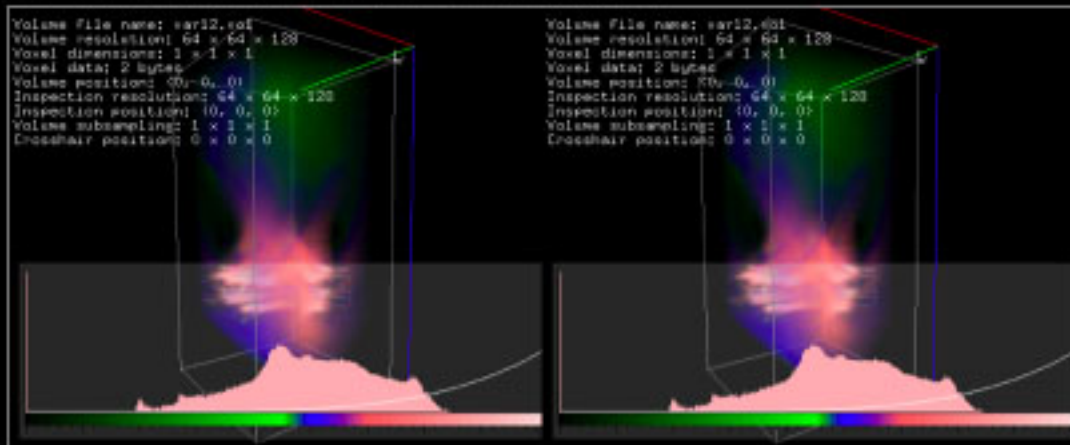 Volume file name: var12.vol
Volume resolution: 64 x 64 x 128
Voxel dimensions: 1 x 1 x 1
Voxel data: 2 bytes
Volume position: (0, 0, 0)
Inspection resolution: 64 x 64 x 128
Inspection position: (0, 0, 0)
Volume subsampling: 1 x 1 x 1
Crosshair position: 0 x 0 x 0
Volume file name: var12.vol
Volume resolution: 64 x 64 x 128
Voxel dimensions: 1 x 1 x 1
Voxel data: 2 bytes
Volume position: (0, 0, 0)
Inspection resolution: 64 x 64 x 128
Inspection position: (0, 0, 0)
Volume subsampling: 1 x 1 x 1
Crosshair position: 0 x 0 x 0